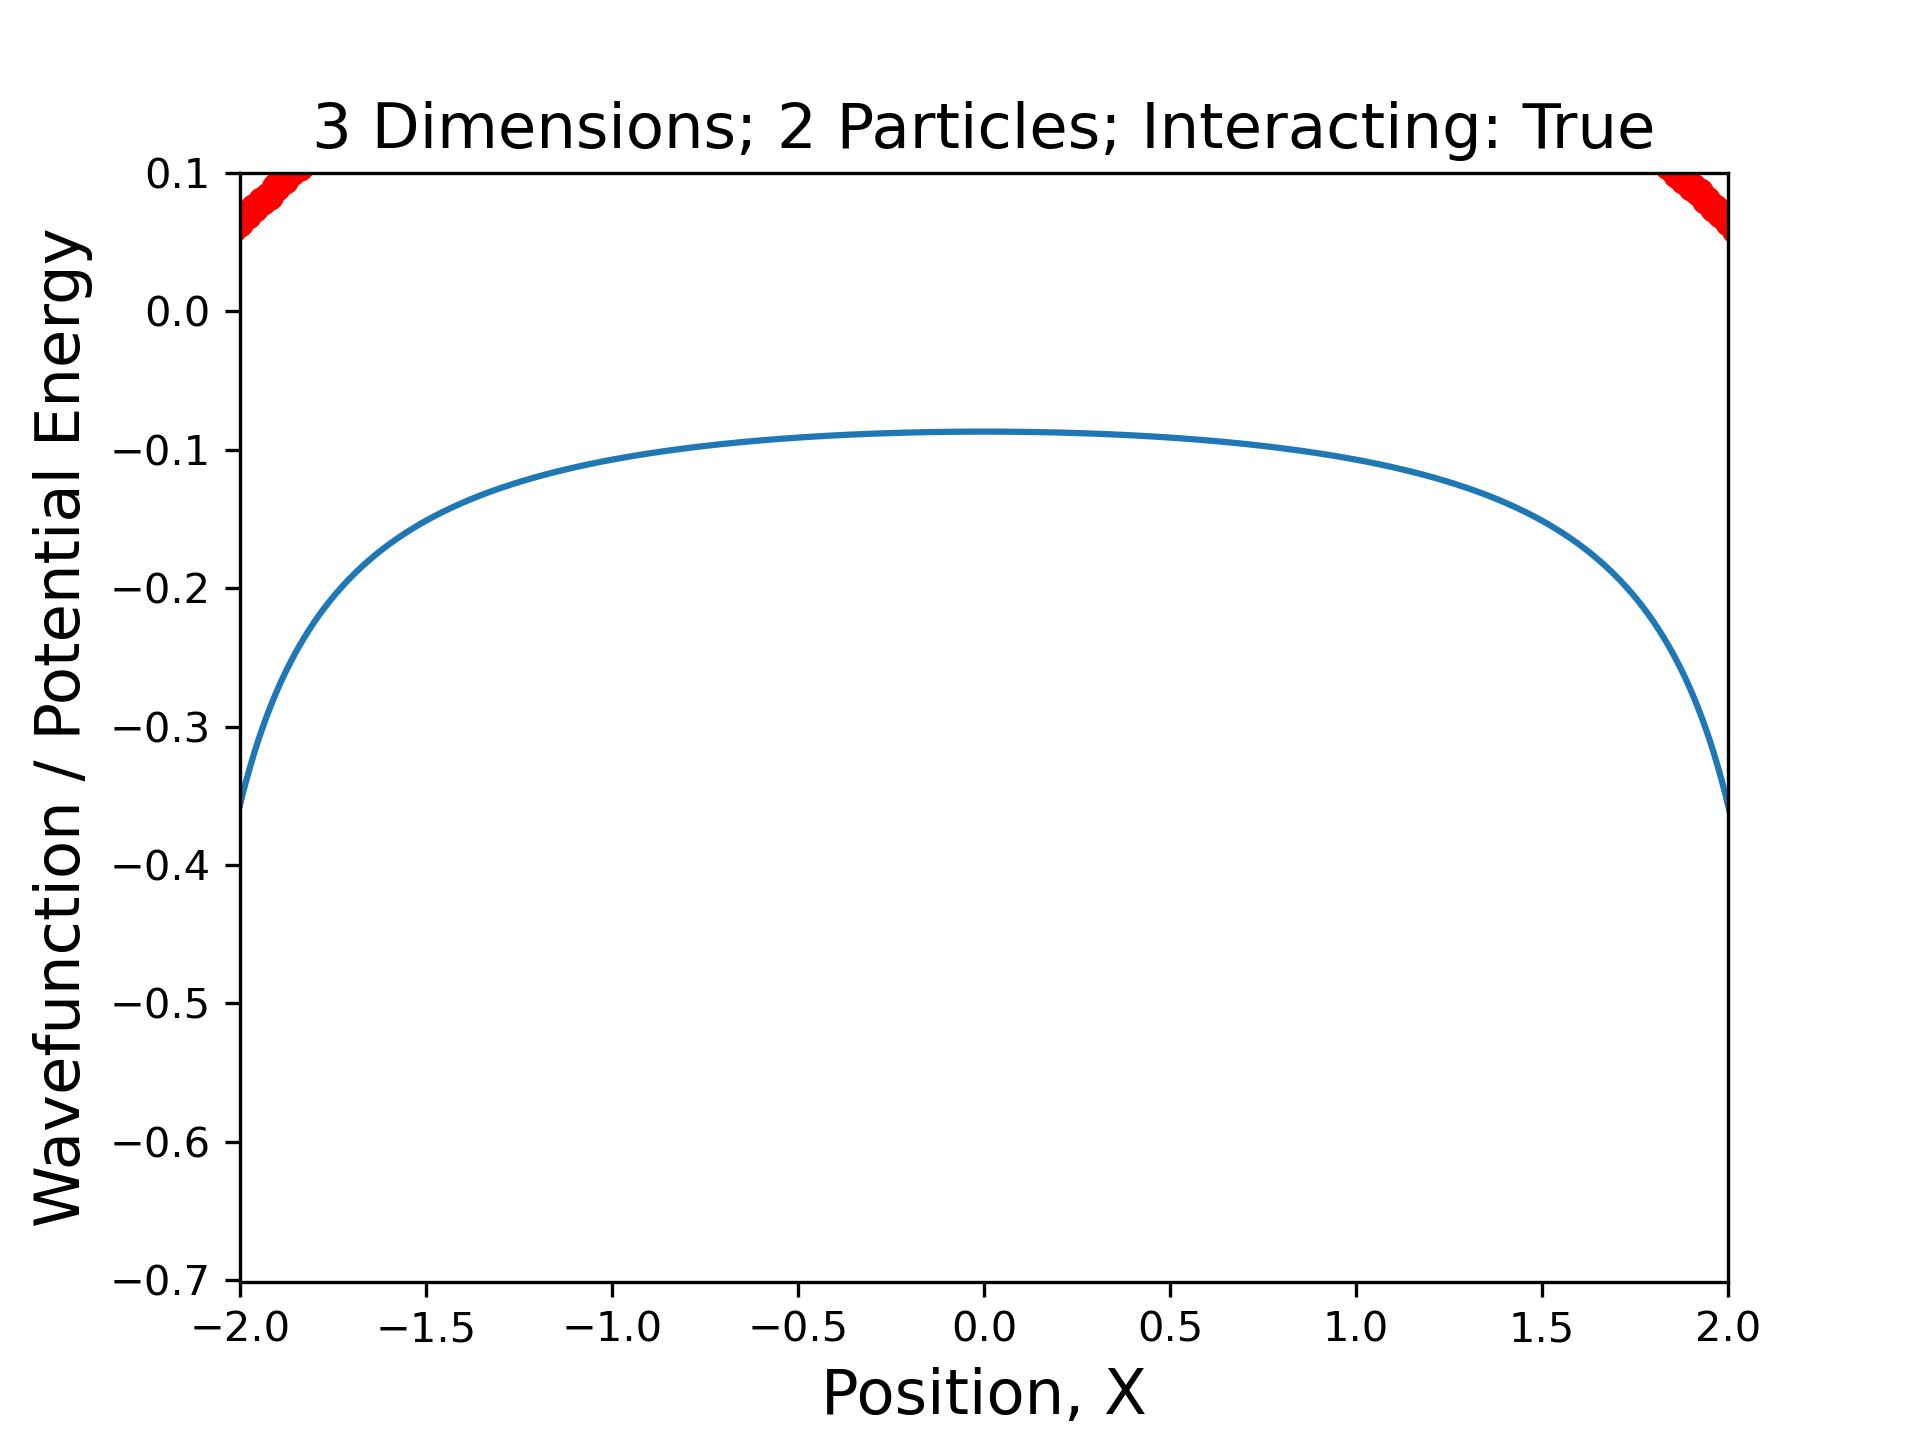 3 Dimensions; 2 Particles; Interacting: True
Wavefunction / Potential Energy
0.1
0.0
−0.1
−0.2
−0.3
−0.4
−0.5
−0.6
−0.7
−2.0 −1.5 −1.0 −0.5 0.0 0.5 1.0 1.5 2.0
Position, X